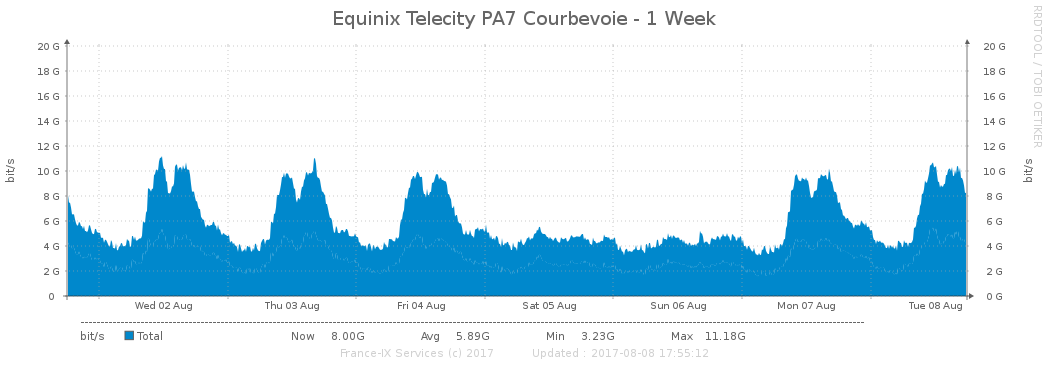 Equinix Telecity PA7 Courbevoie - 1 Week
RRDTOOL / TOBI OETIKER
20 G 20 G
18 G 18 G
16 G 16 G
14 G 14 G
12 G 12 G
10 G 10 G
8 G 8 G
6 G 6 G
4 G 4 G
2 G 2 G
0 0 G
bit/s
bit/s
Wed 02 Aug Thu 03 Aug Fri 04 Aug Sat 05 Aug Sun 06 Aug Mon 07 Aug Tue 08 Aug
bit/s Total Now 8.00G Avg 5.89G Min 3.23G Max 11.18G
France-IX Services (c) 2017 Updated : 2017-08-08 17:55:12